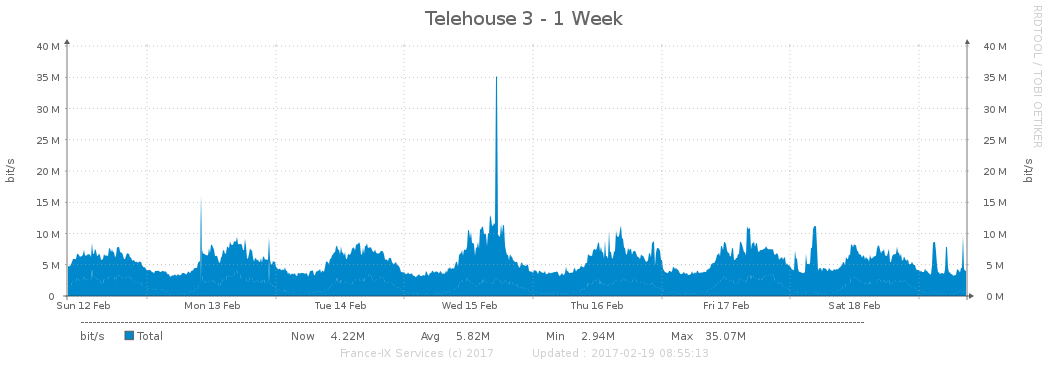 Telehouse 3 - 1 Week
RRDTOOL / TOBI OETIKER
bit/s
bit/s
40 M 40 M
35 M 35 M
30 M 30 M
25 M 25 M
20 M 20 M
15 M 15 M
10 M 10 M
5 M 5 M
0 0 M
Sun 12 Feb Mon 13 Feb Tue 14 Feb Wed 15 Feb Thu 16 Feb Fri 17 Feb Sat 18 Feb
bit/s Total Now 4.22M Avg 5.82M Min 2.94M Max 35.07M
France-IX Services (c) 2017 Updated : 2017-02-19 08:55:13